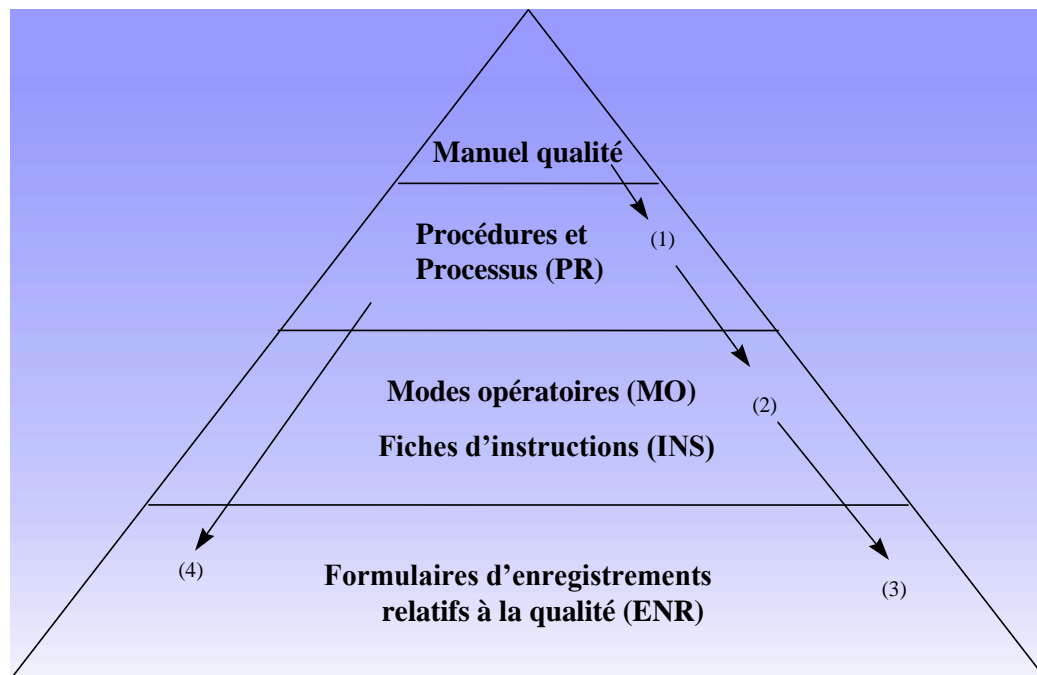 Manuel qualité
(1)
Procédures et
Processus (PR)
Modes opératoires (MO)
(2)
Fiches d’instructions (INS)
(4)
Formulaires d’enregistrements
(3)
relatifs à la qualité (ENR)